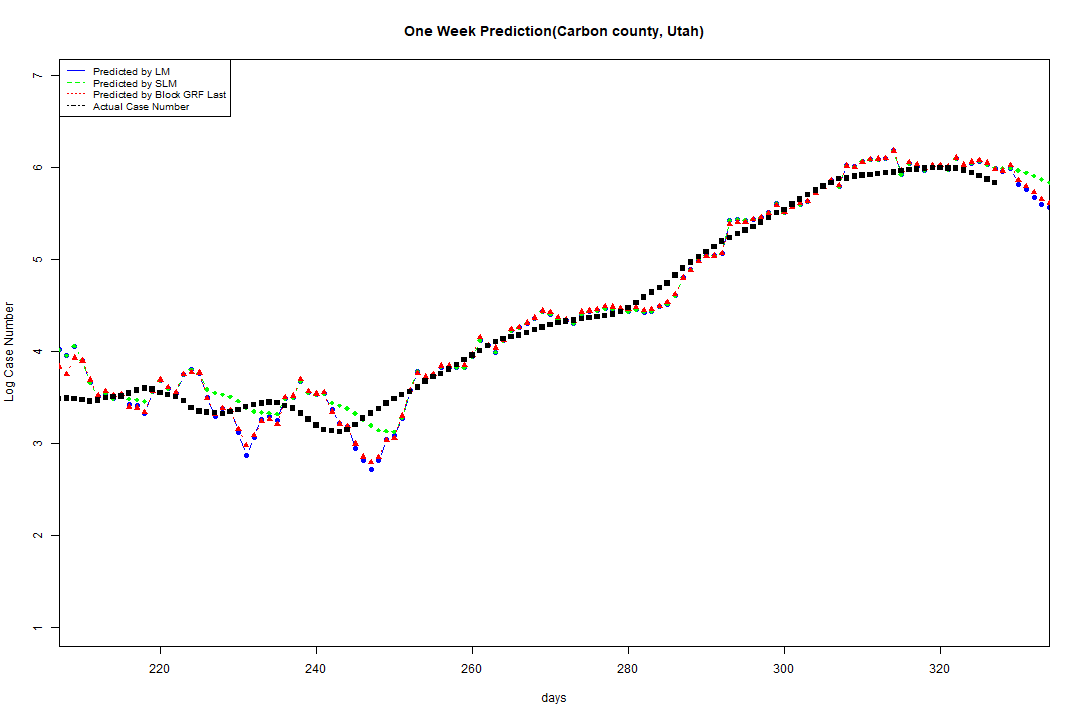 One Week Prediction(Carbon county, Utah)
Predicted by LM
Predicted by SLM
Predicted by Block GRF Last
Actual Case Number
7
6
5
4
3
2
1
Log Case Number
220 240 260 280 300 320
days